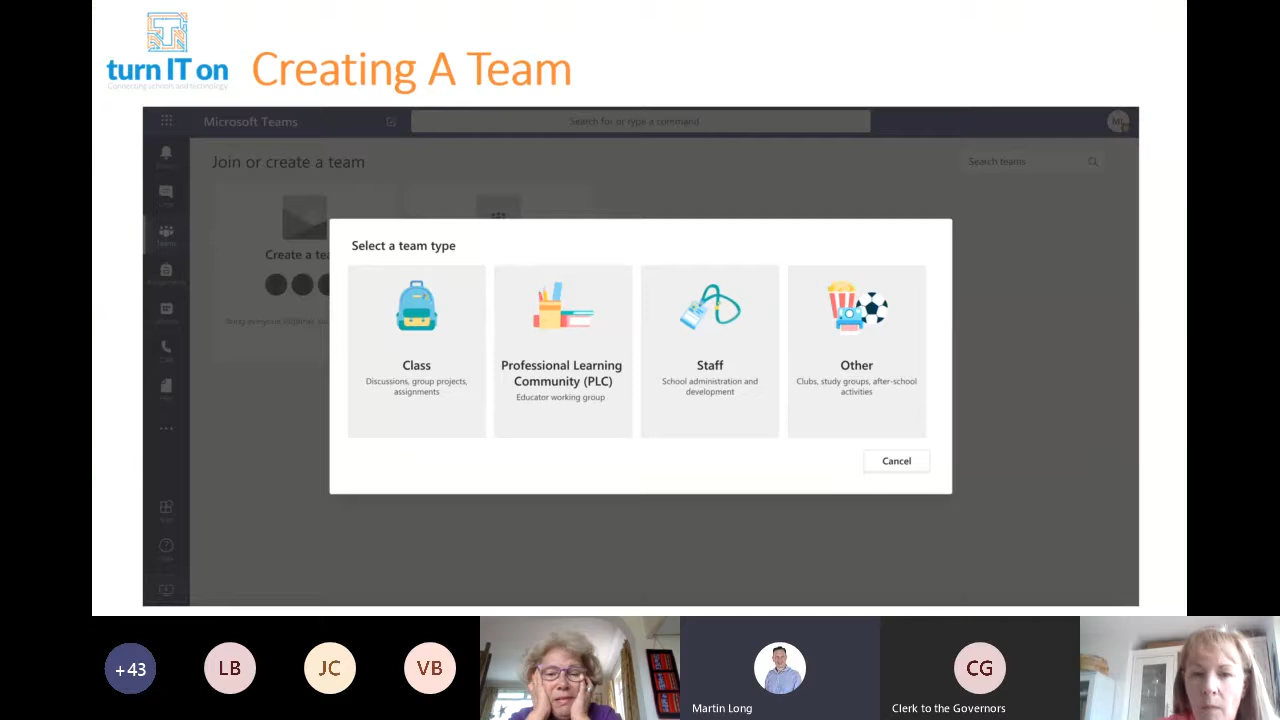 turn IT on
Connecting schools and technology
Creating A Team
Microsoft Teams
Search for or type a command
Join or create a team
Search teams
Create a tea
Select a team type
Class
Discussions, group projects,
assignments
Professional Learning
Community (PLC)
Educator working group
Staff
School administration and
development
Other
Clubs, study groups, after-school
activities
Cancel
Chat
Teams
Assignments
+43
LB
JC
VB
Martin Long
CG
Clerk to the Governors